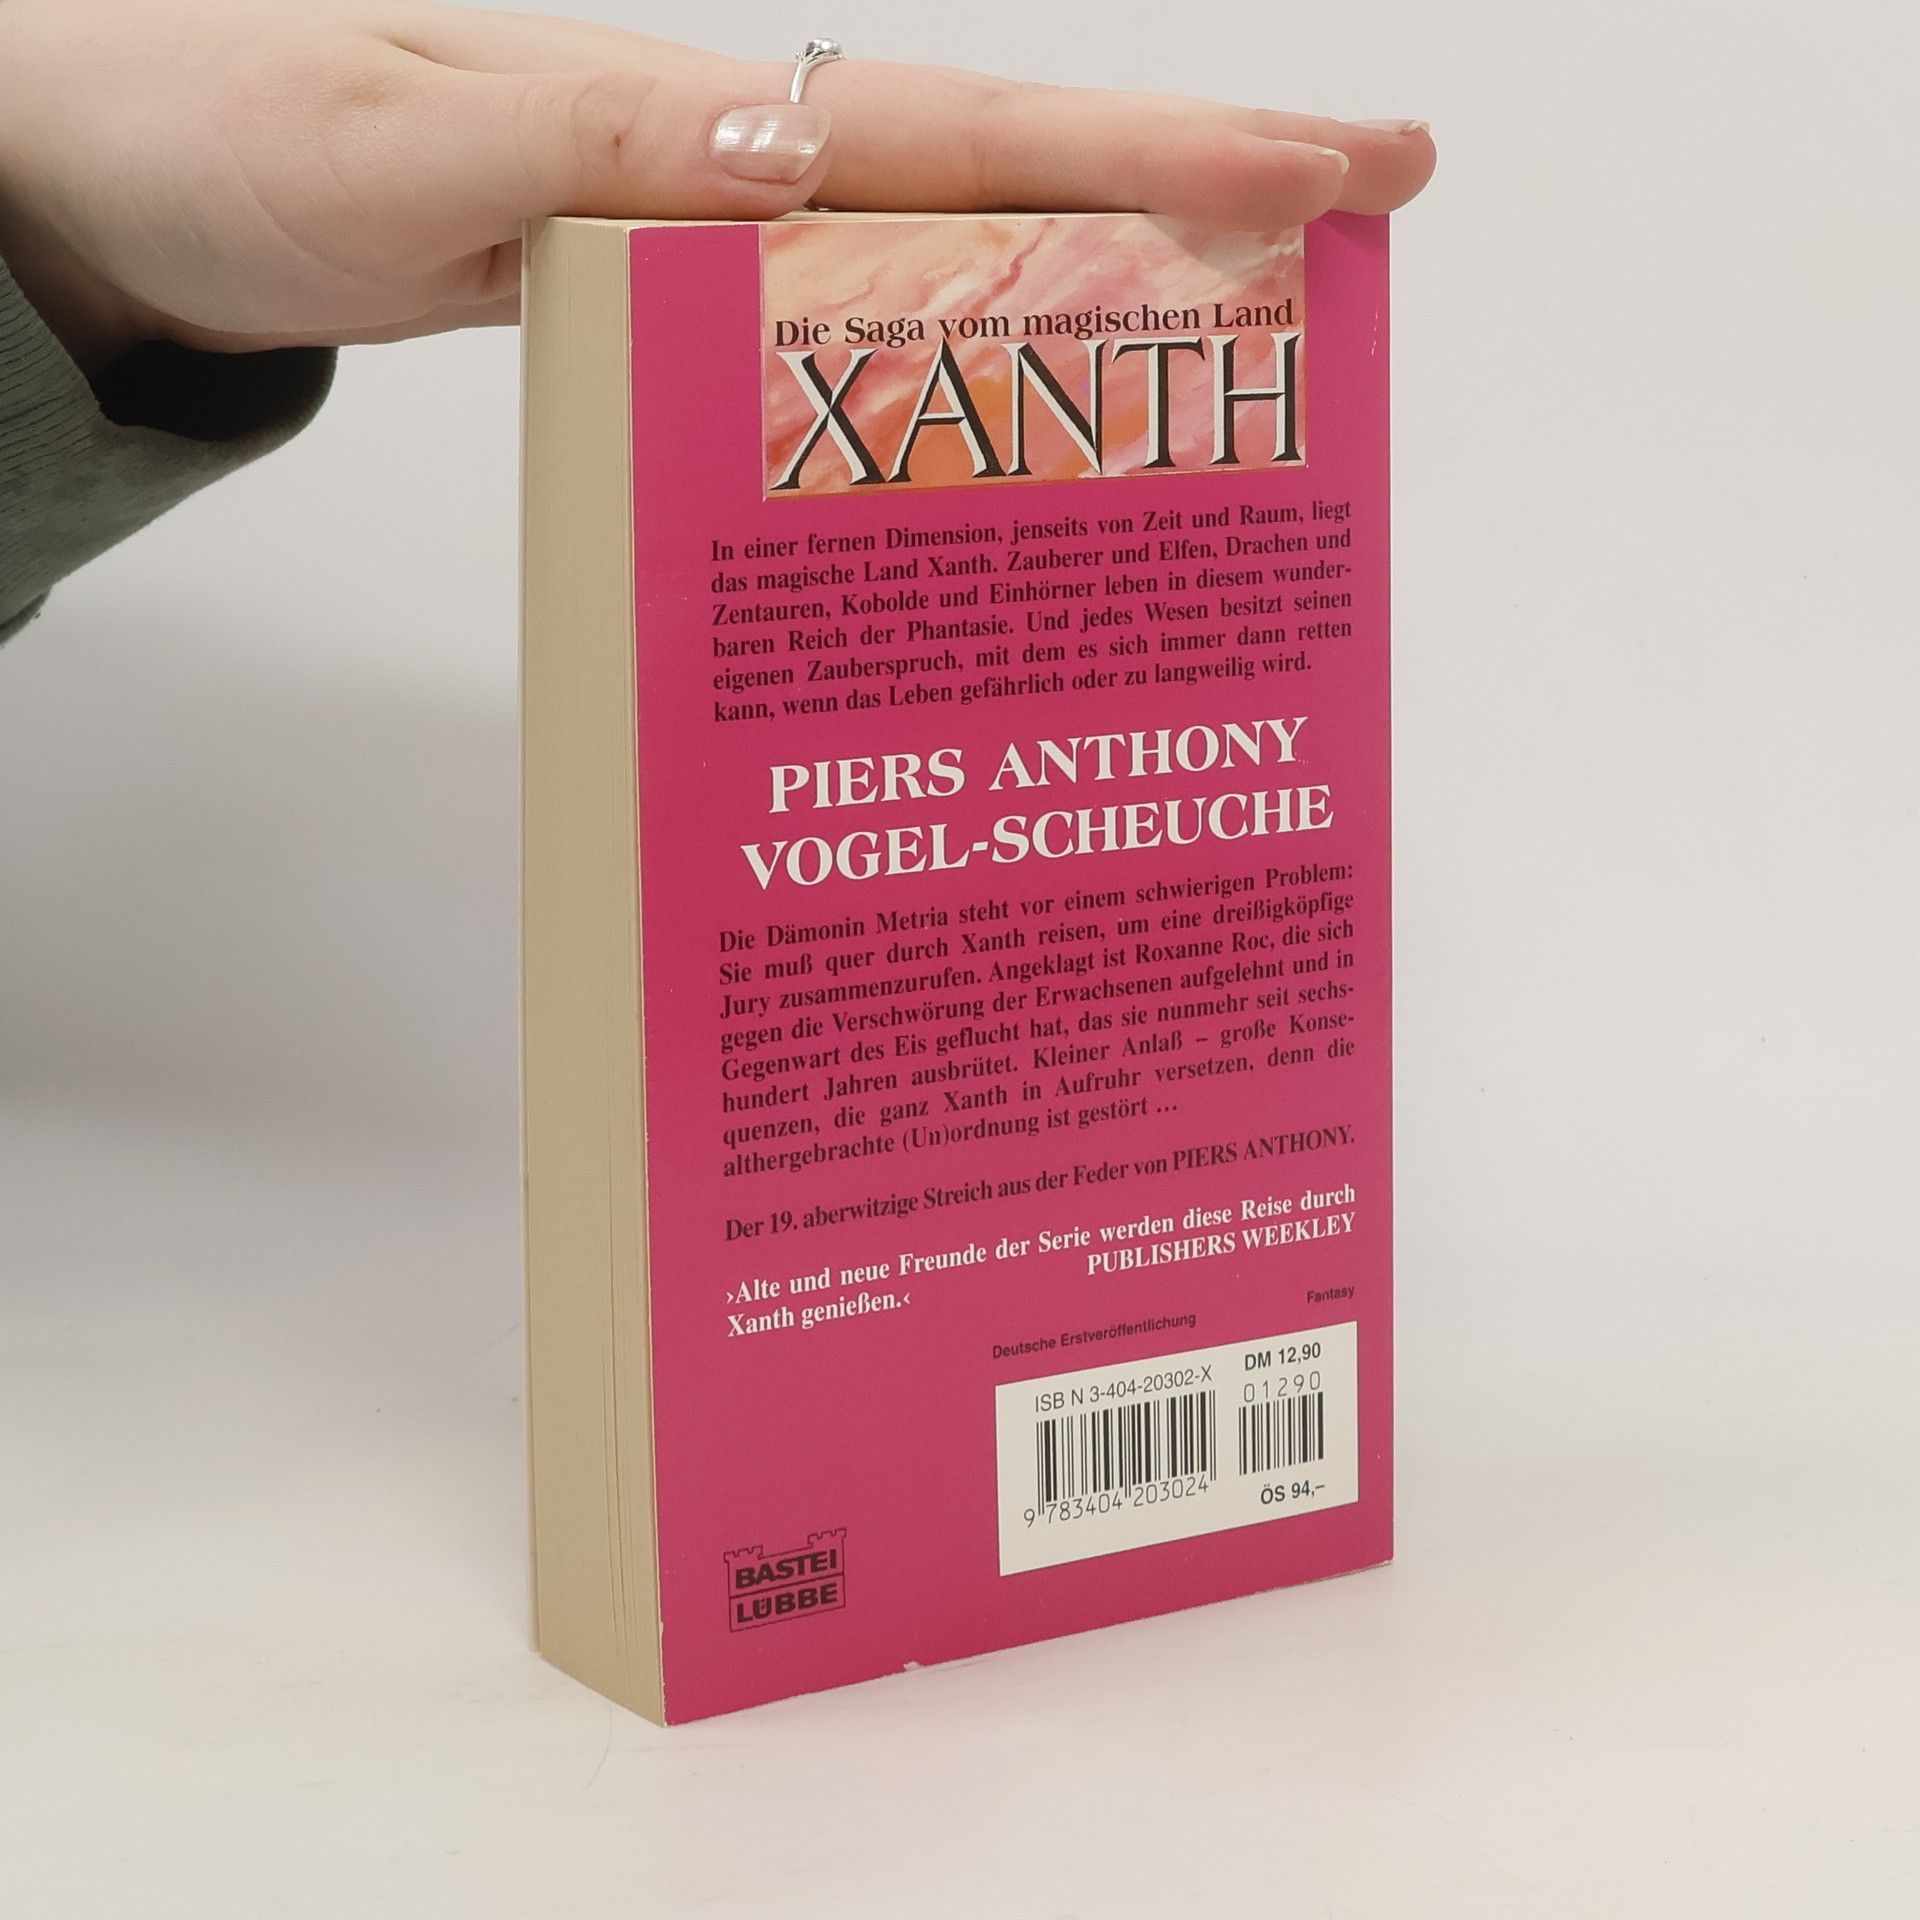 Die Saga vom magischen Land
XANTH
In einer fernen Dimension, jenseits von Zeit und Raum, liegt
das magische Land Xanth. Zauberer und Elfen, Drachen und
Zentauren, Kobolde und Einhörner leben in diesem wunder-
baren Reich der Phantasie. Und jedes Wesen besitzt seinen
eigenen Zauberspruch, mit dem es sich immer dann retten
kann, wenn das Leben gefährlich oder zu langweilig wird.
PIERS ANTHONY
VOGEL-SCHEUCHE
Die Dämonin Metria steht vor einem schwierigen Problem:
Sie muß quer durch Xanth reisen, um eine dreißigköpfige
Jury zusammenzurufen. Angeklagt ist Roxanne Roc, die sich
gegen die Verschwörung der Erwachsenen aufgelehnt und in
Gegenwart des Eis geflucht hat, das sie nunmehr seit sechs-
hundert Jahren ausbrütet. Kleiner Anlaß – große Konse-
quenzen, die ganz Xanth in Aufruhr versetzen, denn die
althergebrachte (Un)ordnung ist gestört ...
Der 19. aberwitzige Streich aus der Feder von PIERS ANTHONY.
›Alte und neue Freunde der Serie werden diese Reise durch
Xanth genießen.‹
PUBLISHERS WEEKLEY
Fantasy
Deutsche Erstveröffentlichung
ISBN 3-404-20302-X
DM 12,90
01290
9 783404 203024
ÖS 94,–
BASTEI
LÜBBE